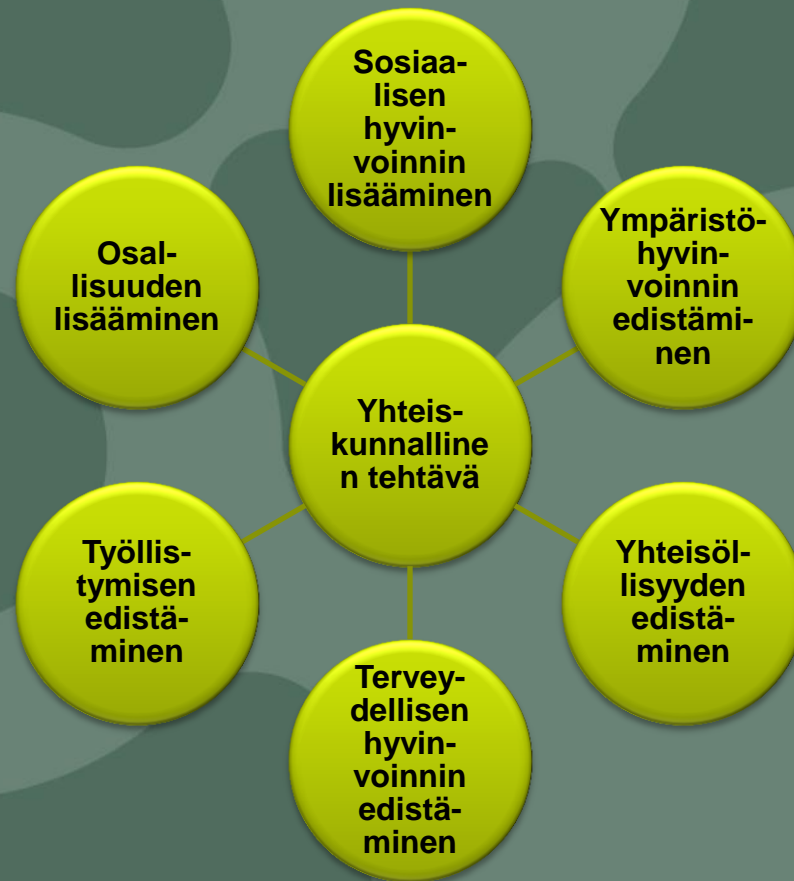 Sosiaa-
lisen
hyvin-
voinnin
lisääminen
Ympäristö-
hyvin-
voinnin
edistämi-
nen
Yhteisöl-
lisyyden
edistä-
minen
Tervey-
dellisen
hyvin-
voinnin
edistä-
minen
Työllis-
tymisen
edistä-
minen
Osal-
lisuuden
lisääminen
Yhteis-
kunnalline
n tehtävä